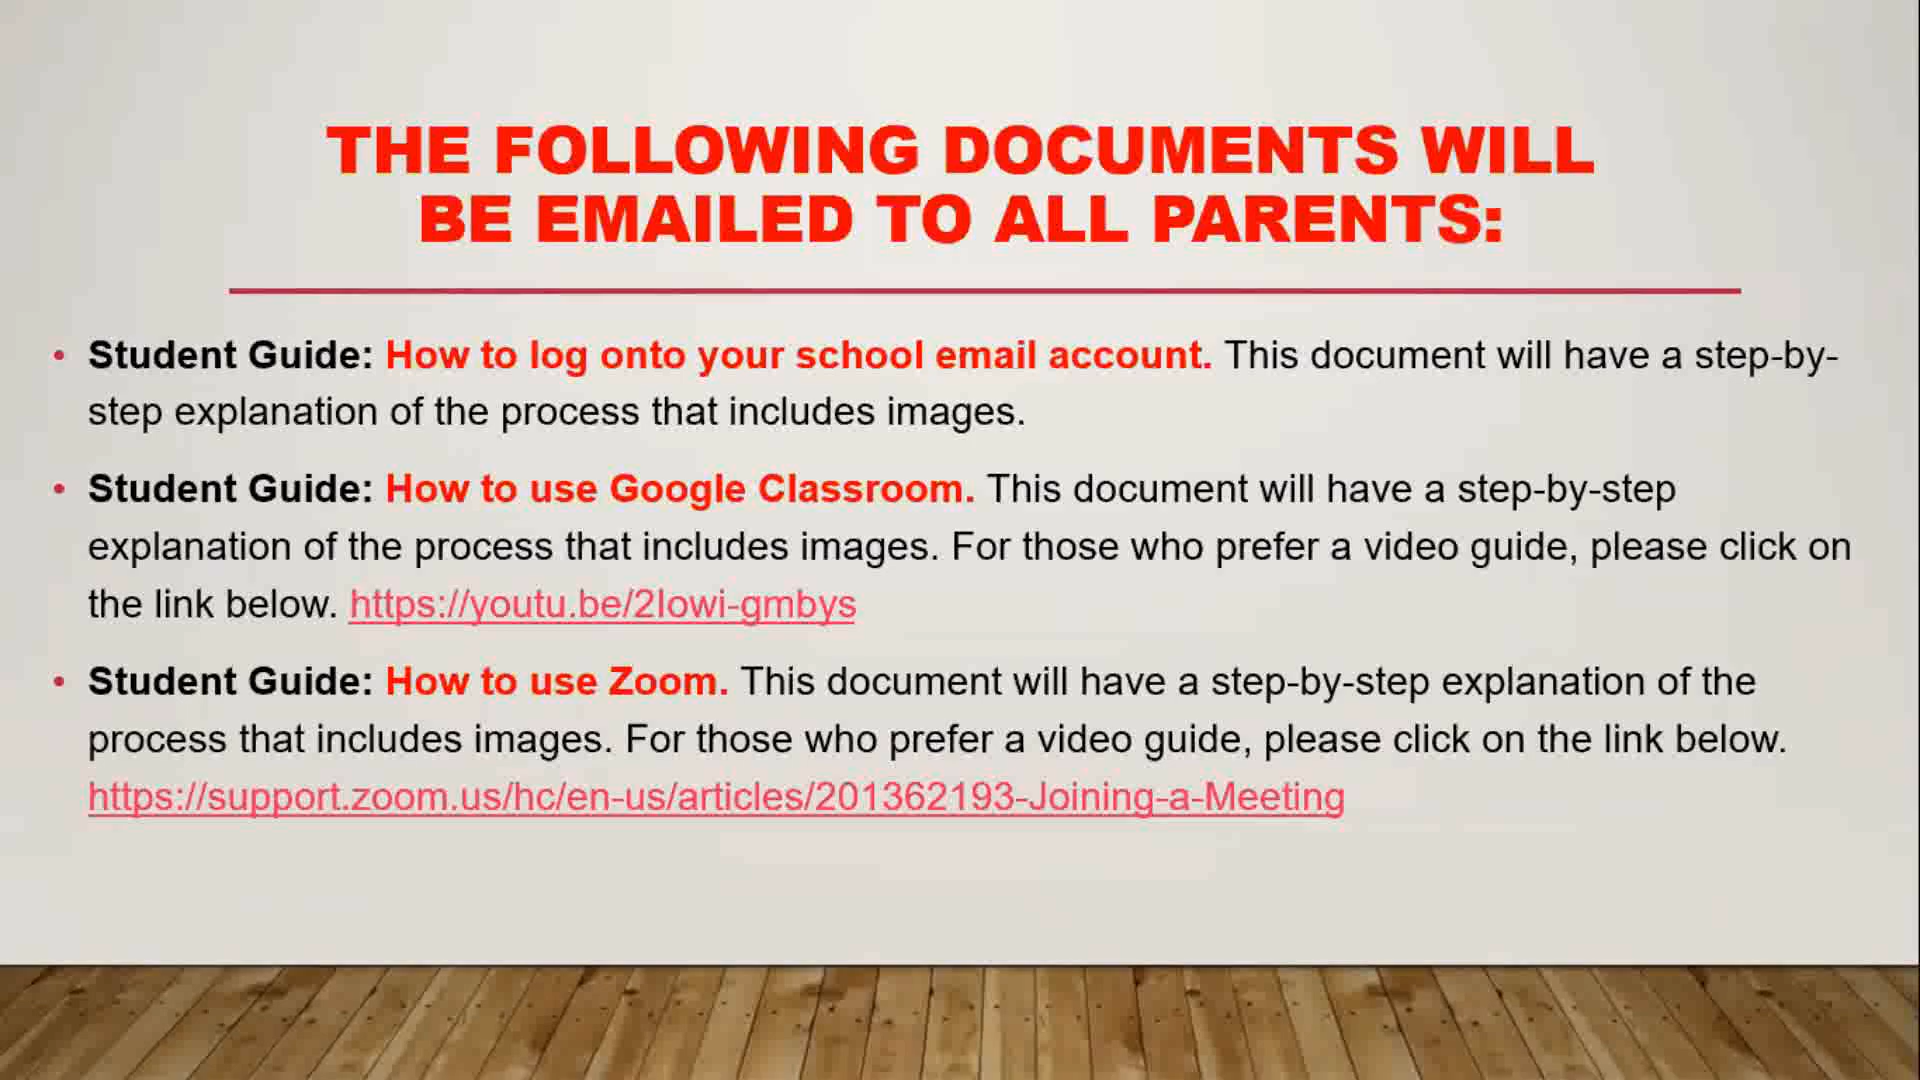 THE FOLLOWING DOCUMENTS WILL
BE EMAILED TO ALL PARENTS:
• Student Guide: How to log onto your school email account. This document will have a step-by-
step explanation of the process that includes images.
• Student Guide: How to use Google Classroom. This document will have a step-by-step
explanation of the process that includes images. For those who prefer a video guide, please click on
the link below. https://youtu.be/2lowi-gmbys
• Student Guide: How to use Zoom. This document will have a step-by-step explanation of the
process that includes images. For those who prefer a video guide, please click on the link below.
https://support.zoom.us/hc/en-us/articles/201362193-Joining-a-Meeting